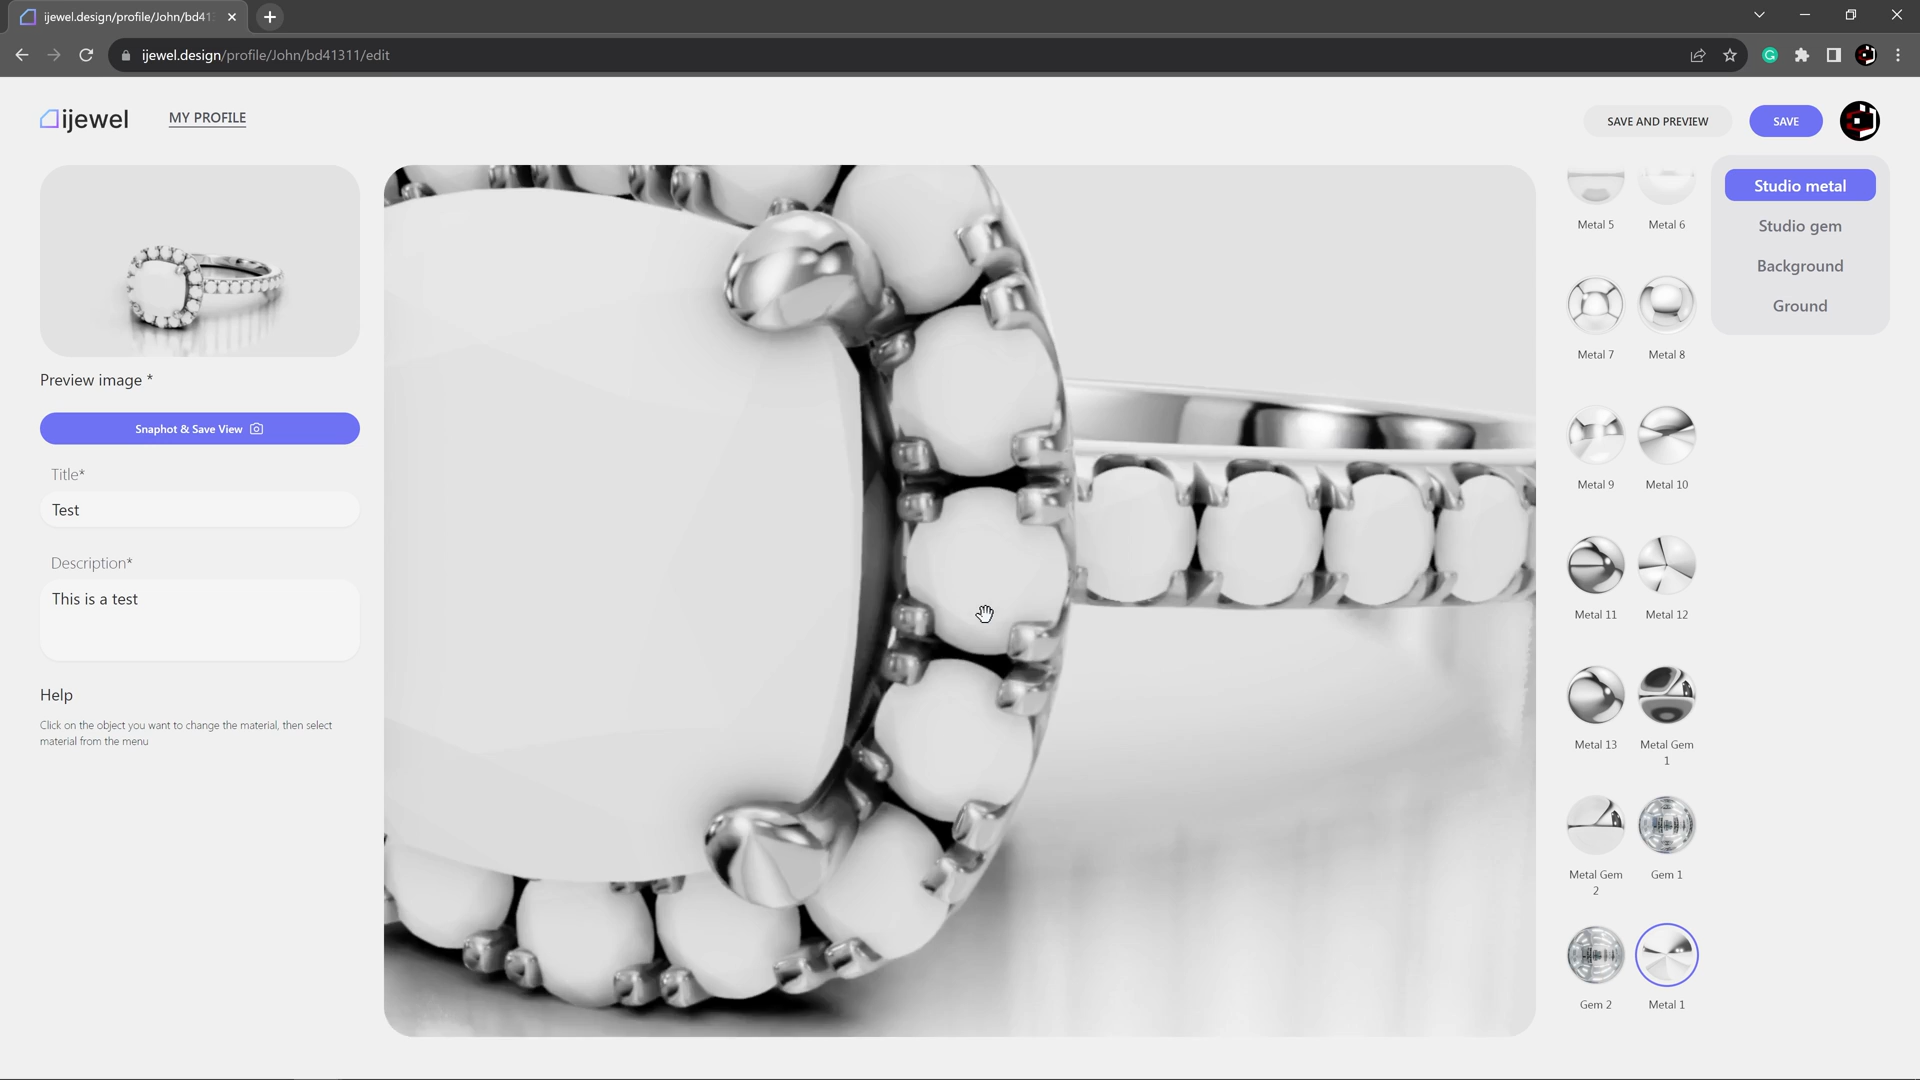 ijewel.design/profile/John/bd413
ijewel.design/profile/John/bd41311/edit
ijewel
MY PROFILE
SAVE AND PREVIEW
SAVE
Preview image *
Snaphot & Save View
Title*
Test
Description*
This is a test
Help
Click on the object you want to change the material, then select
material from the menu
Metal 5
Metal 6
Metal 7
Metal 8
Metal 9
Metal 10
Metal 11
Metal 12
Metal 13
Metal Gem
1
Metal Gem
2
Gem 1
Gem 2
Metal 1
Studio metal
Studio gem
Background
Ground